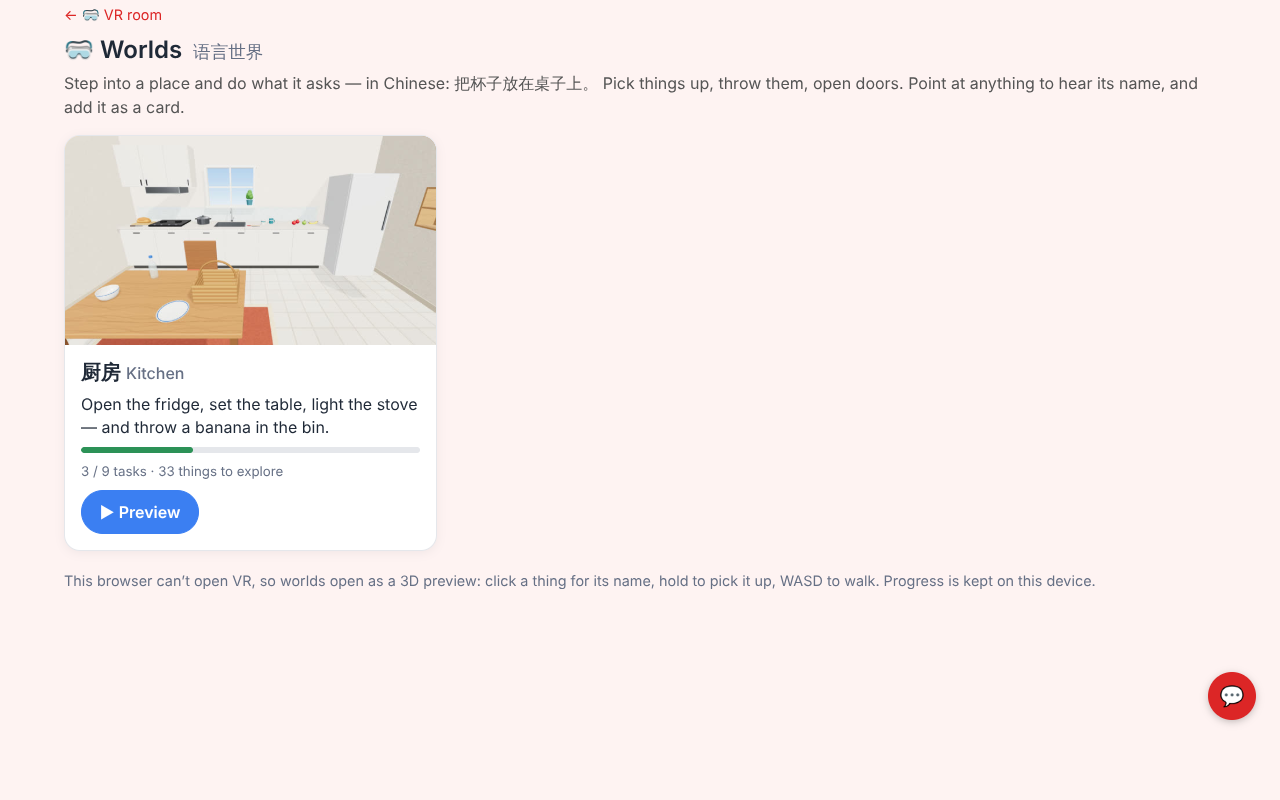 ← 🥽 VR room
🥽 Worlds 语言世界
Step into a place and do what it asks — in Chinese: 把杯子放在桌子上。 Pick things up, throw them, open doors. Point at anything to hear its name, and
add it as a card.
厨房 Kitchen
Open the fridge, set the table, light the stove
— and throw a banana in the bin.
3 / 9 tasks · 33 things to explore
▶ Preview
This browser can’t open VR, so worlds open as a 3D preview: click a thing for its name, hold to pick it up, WASD to walk. Progress is kept on this device.